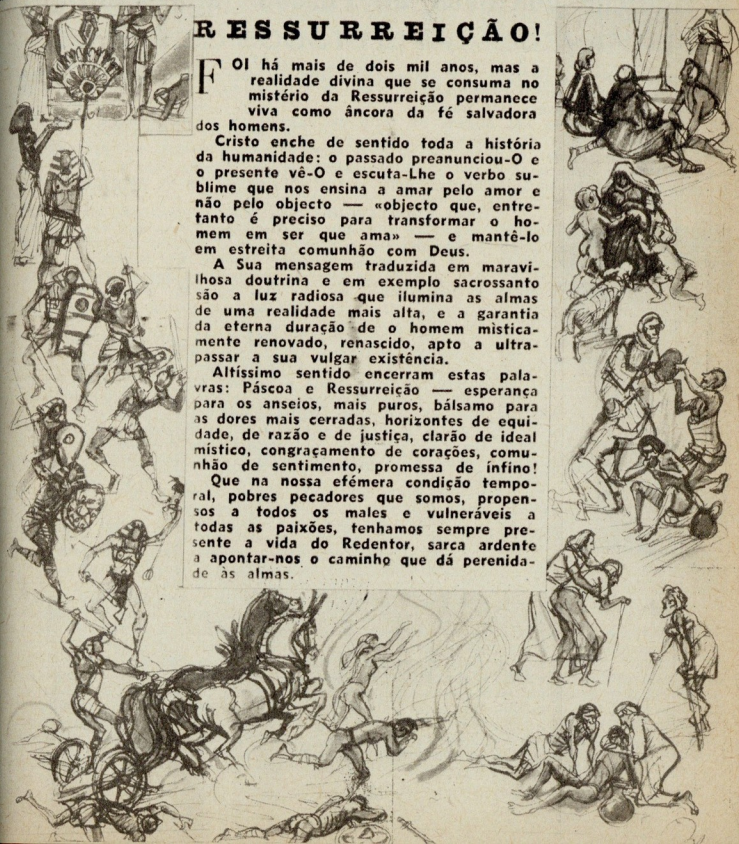 RESSURREIÇÃO!
FOI há mais de dois mil anos, mas a
realidade divina que se consuma no
mistério da Ressurreição permanece
viva como âncora da fé salvadora
dos homens.
Cristo enche de sentido toda a história
da humanidade: o passado preanunciou-O e
o presente vê-O e escuta-Lhe o verbo su-
blime que nos ensina a amar pelo amor e
não pelo objecto — «objecto que, entre-
tanto é preciso para transformar o ho-
mem em ser que ama» — e mantê-lo
em estreita comunhão com Deus.
A Sua mensagem traduzida em maravi-
lhosa doutrina e em exemplo sacrossanto
são a luz radiosa que ilumina as almas
de uma realidade mais alta, e a garantia
da eterna duração de o homem mìstica-
mente renovado, renascido, apto a ultra-
passar a sua vulgar existência.
Altíssimo sentido encerram estas pala-
vras: Páscoa e Ressurreição — esperança
para os anseios, mais puros, bálsamo para
as dores mais cerradas, horizontes de equi-
dade, de razão e de justiça, clarão de ideal
místico, congraçamento de corações, comu-
nhão de sentimento, promessa de ínfino!
Que na nossa efémera condição tempo-
ral, pobres pecadores que somos, propen-
sos a todos os males e vulneráveis a
todas as paixões, tenhamos sempre pre-
sente a vida do Redentor, sarca ardente
a apontar-nos o caminho que dá perenida-
de às almas.